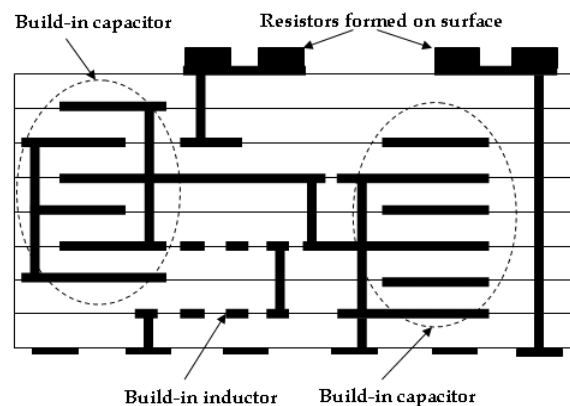 Build-in capacitor
Resistors formed on surface
Build-in inductor
Build-in capacitor